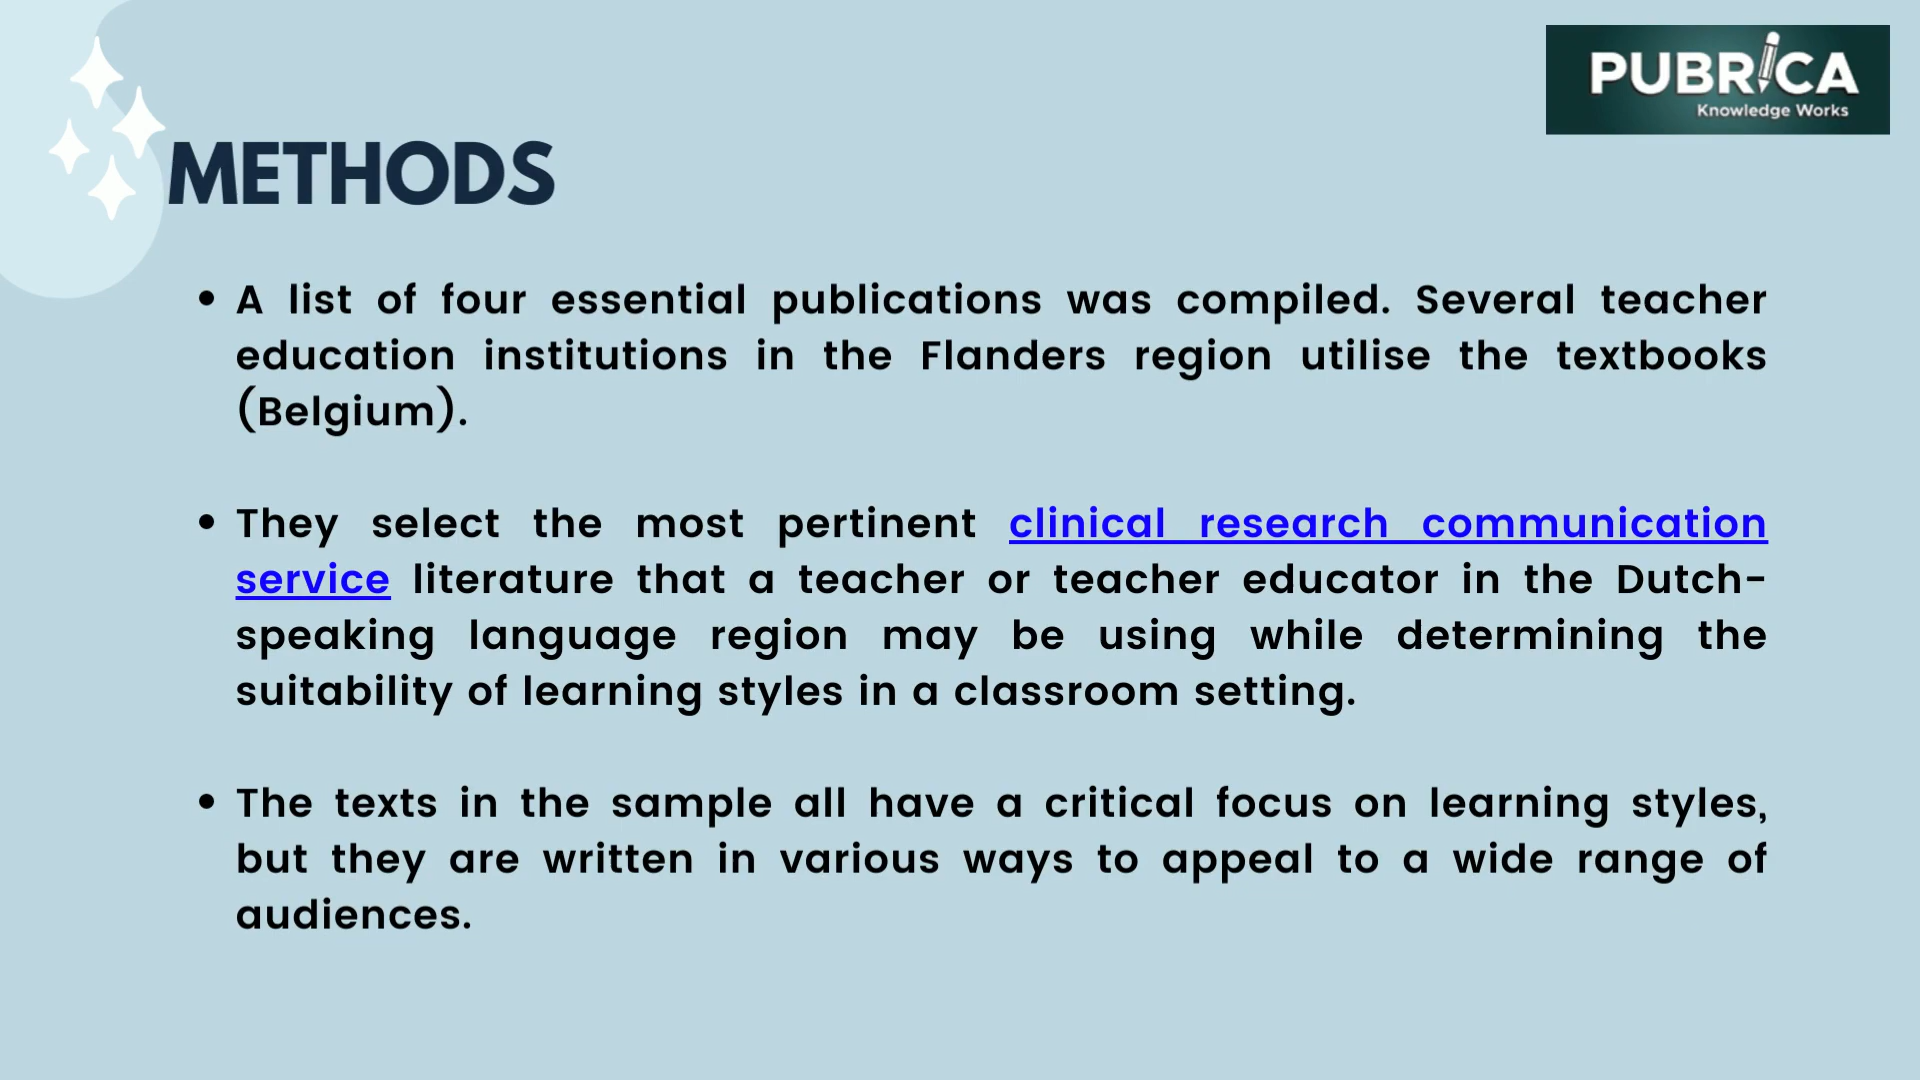 PUBRICA
Knowledge Works
METHODS
• A list of four essential publications was compiled. Several teacher
education institutions in the Flanders region utilise the textbooks
(Belgium).
• They select the most pertinent clinical research communication
service literature that a teacher or teacher educator in the Dutch-
speaking language region may be using while determining the
suitability of learning styles in a classroom setting.
• The texts in the sample all have a critical focus on learning styles,
but they are written in various ways to appeal to a wide range of
audiences.